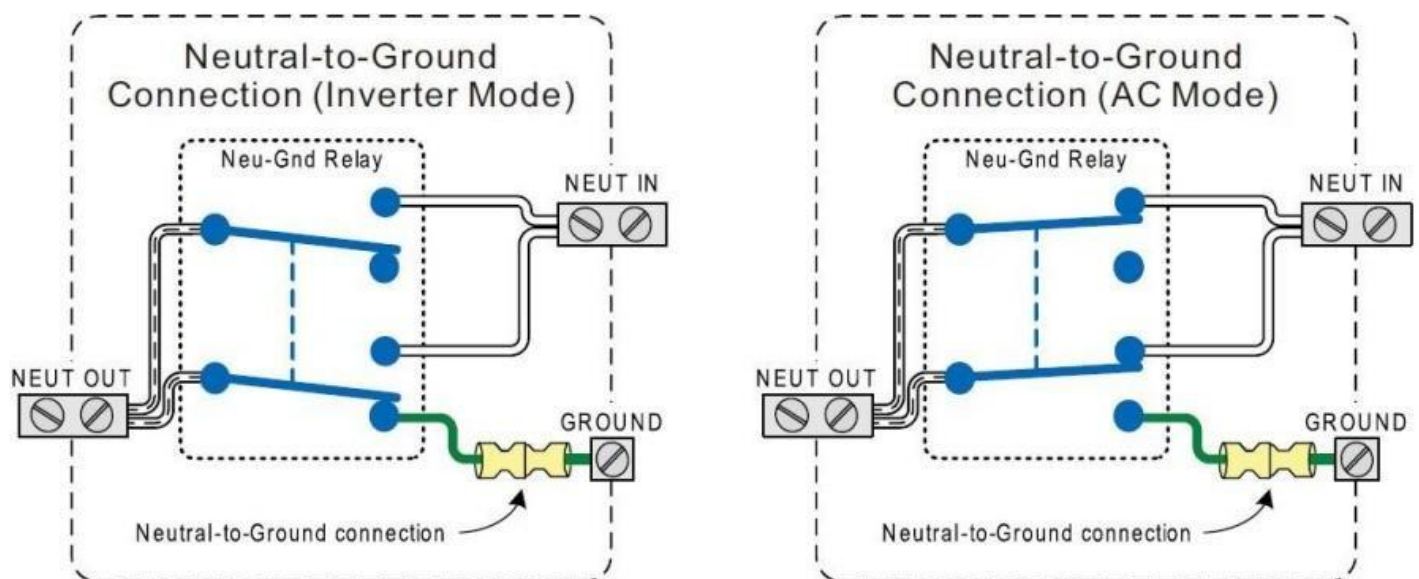 Neutral-to-Ground
Connection (Inverter Mode)
Neu-Gnd Relay
NEUT IN
NEUT OUT
GROUND
Neutral-to-Ground connection
Neutral-to-Ground
Connection (AC Mode)
Neu-Gnd Relay
NEUT IN
NEUT OUT
GROUND
Neutral-to-Ground connection